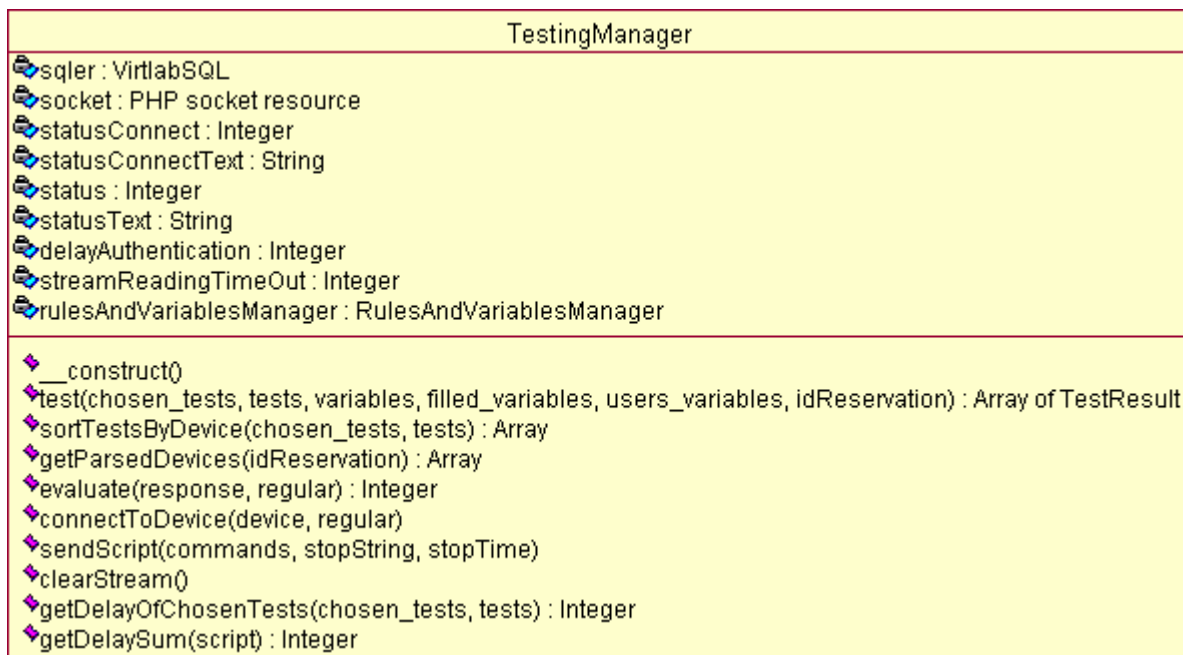 TestingManager
sqler : VirtlabSQL
socket : PHP socket resource
statusConnect : Integer
statusConnectText : String
status : Integer
statusText : String
delayAuthentication : Integer
streamReadingTimeOut : Integer
rulesAndVariablesManager : RulesAndVariablesManager
__construct()
test(chosen_tests, tests, variables, filled_variables, users_variables, idReservation) : Array of TestResult
sortTestsByDevice(chosen_tests, tests) : Array
getParsedDevices(idReservation) : Array
evaluate(response, regular) : Integer
connectToDevice(device, regular)
sendScript(commands, stopString, stopTime)
clearStream()
getDelayOfChosenTests(chosen_tests, tests) : Integer
getDelaySum(script) : Integer